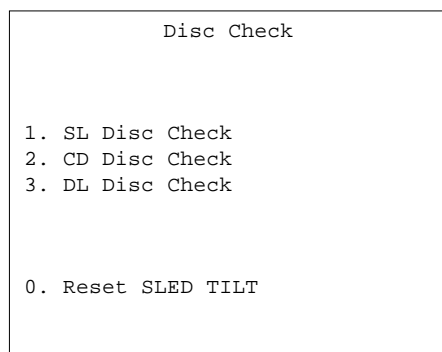 Disc Check
1. SL Disc Check
2. CD Disc Check
3. DL Disc Check
0. Reset SLED TILT